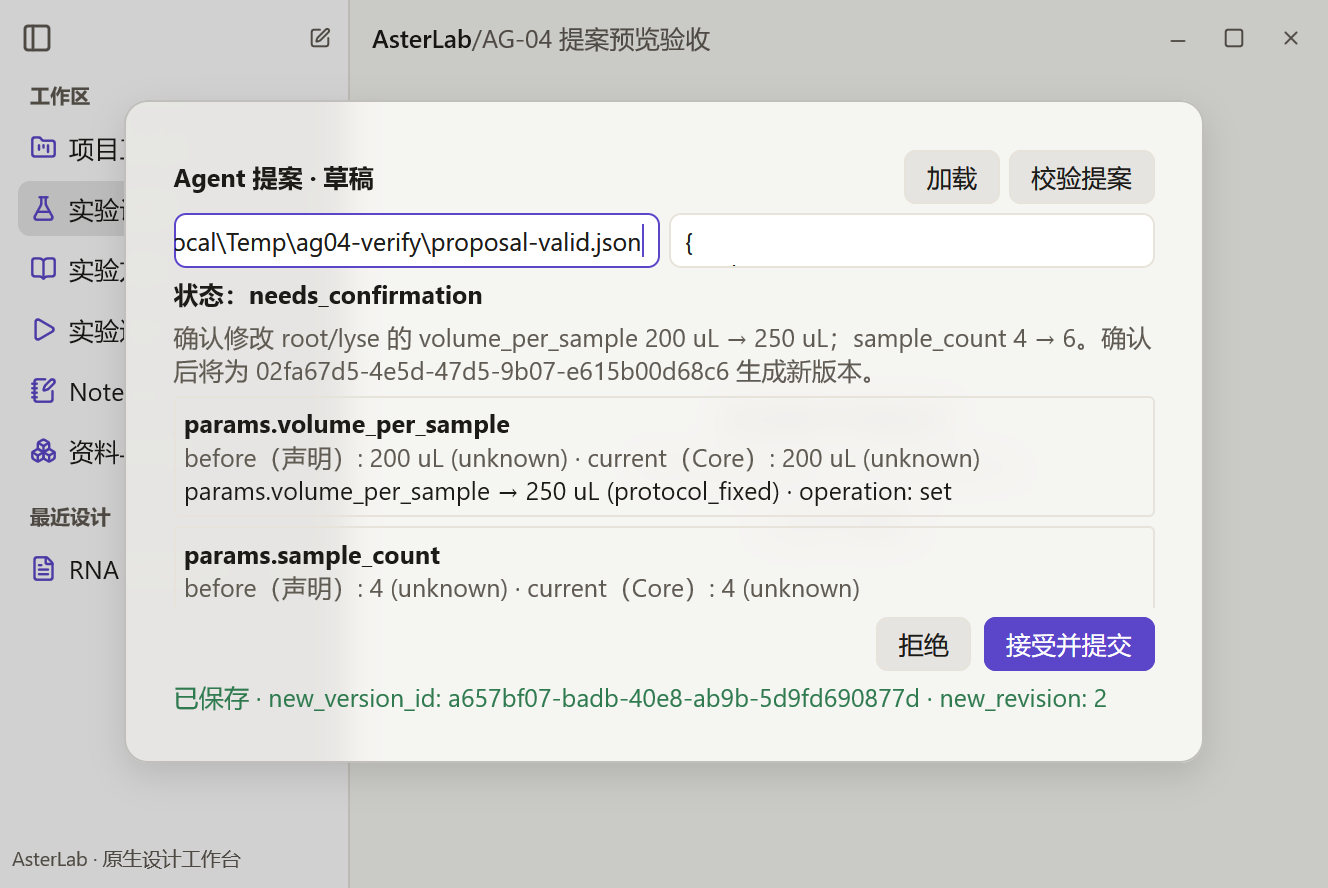 AsterLab/AG-04 提案预览验收
工作区
项目
实验
实验
实验
Note
资料
最近设计
RNA
AsterLab · 原生设计工作台
Agent 提案 · 草稿
加载
校验提案
ocal\Temp\ag04-verify\proposal-valid.json
{
状态：needs_confirmation
确认修改 root/lyse 的 volume_per_sample 200 uL → 250 uL；sample_count 4 → 6。确认
后将为 02fa67d5-4e5d-47d5-9b07-e615b00d68c6 生成新版本。
params.volume_per_sample
before（声明）: 200 uL (unknown) · current（Core）: 200 uL (unknown)
params.volume_per_sample → 250 uL (protocol_fixed) · operation: set
params.sample_count
before（声明）: 4 (unknown) · current（Core）: 4 (unknown)
拒绝
接受并提交
已保存 · new_version_id: a657bf07-badb-40e8-ab9b-5d9fd690877d · new_revision: 2